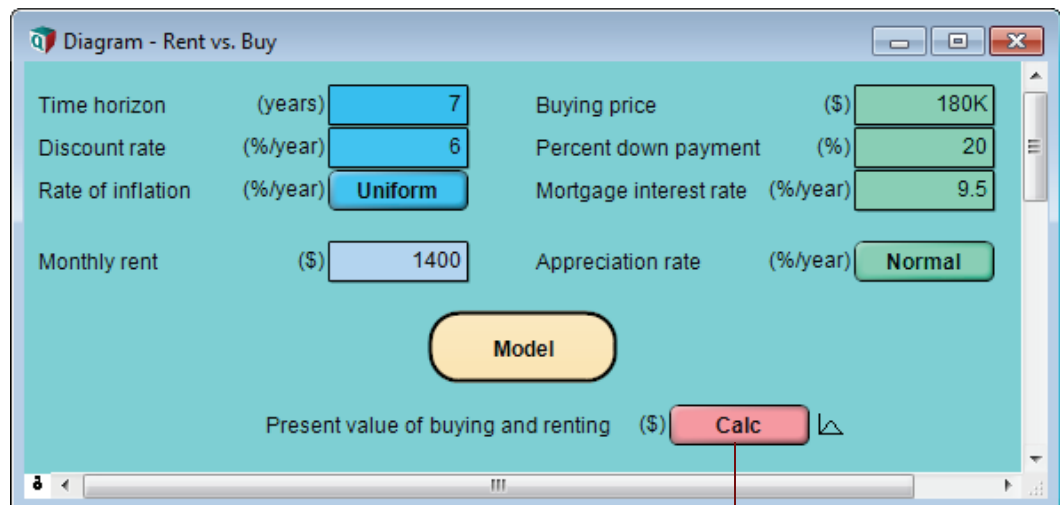 Diagram - Rent vs. Buy
Time horizon (years) 7 Buying price ($) 180K
Discount rate (%/year) 6 Percent down payment (%) 20
Rate of inflation (%/year) Uniform Mortgage interest rate (%/year) 9.5
Monthly rent ($) 1400 Appreciation rate (%/year) Normal
Model
Present value of buying and renting ($) Calc